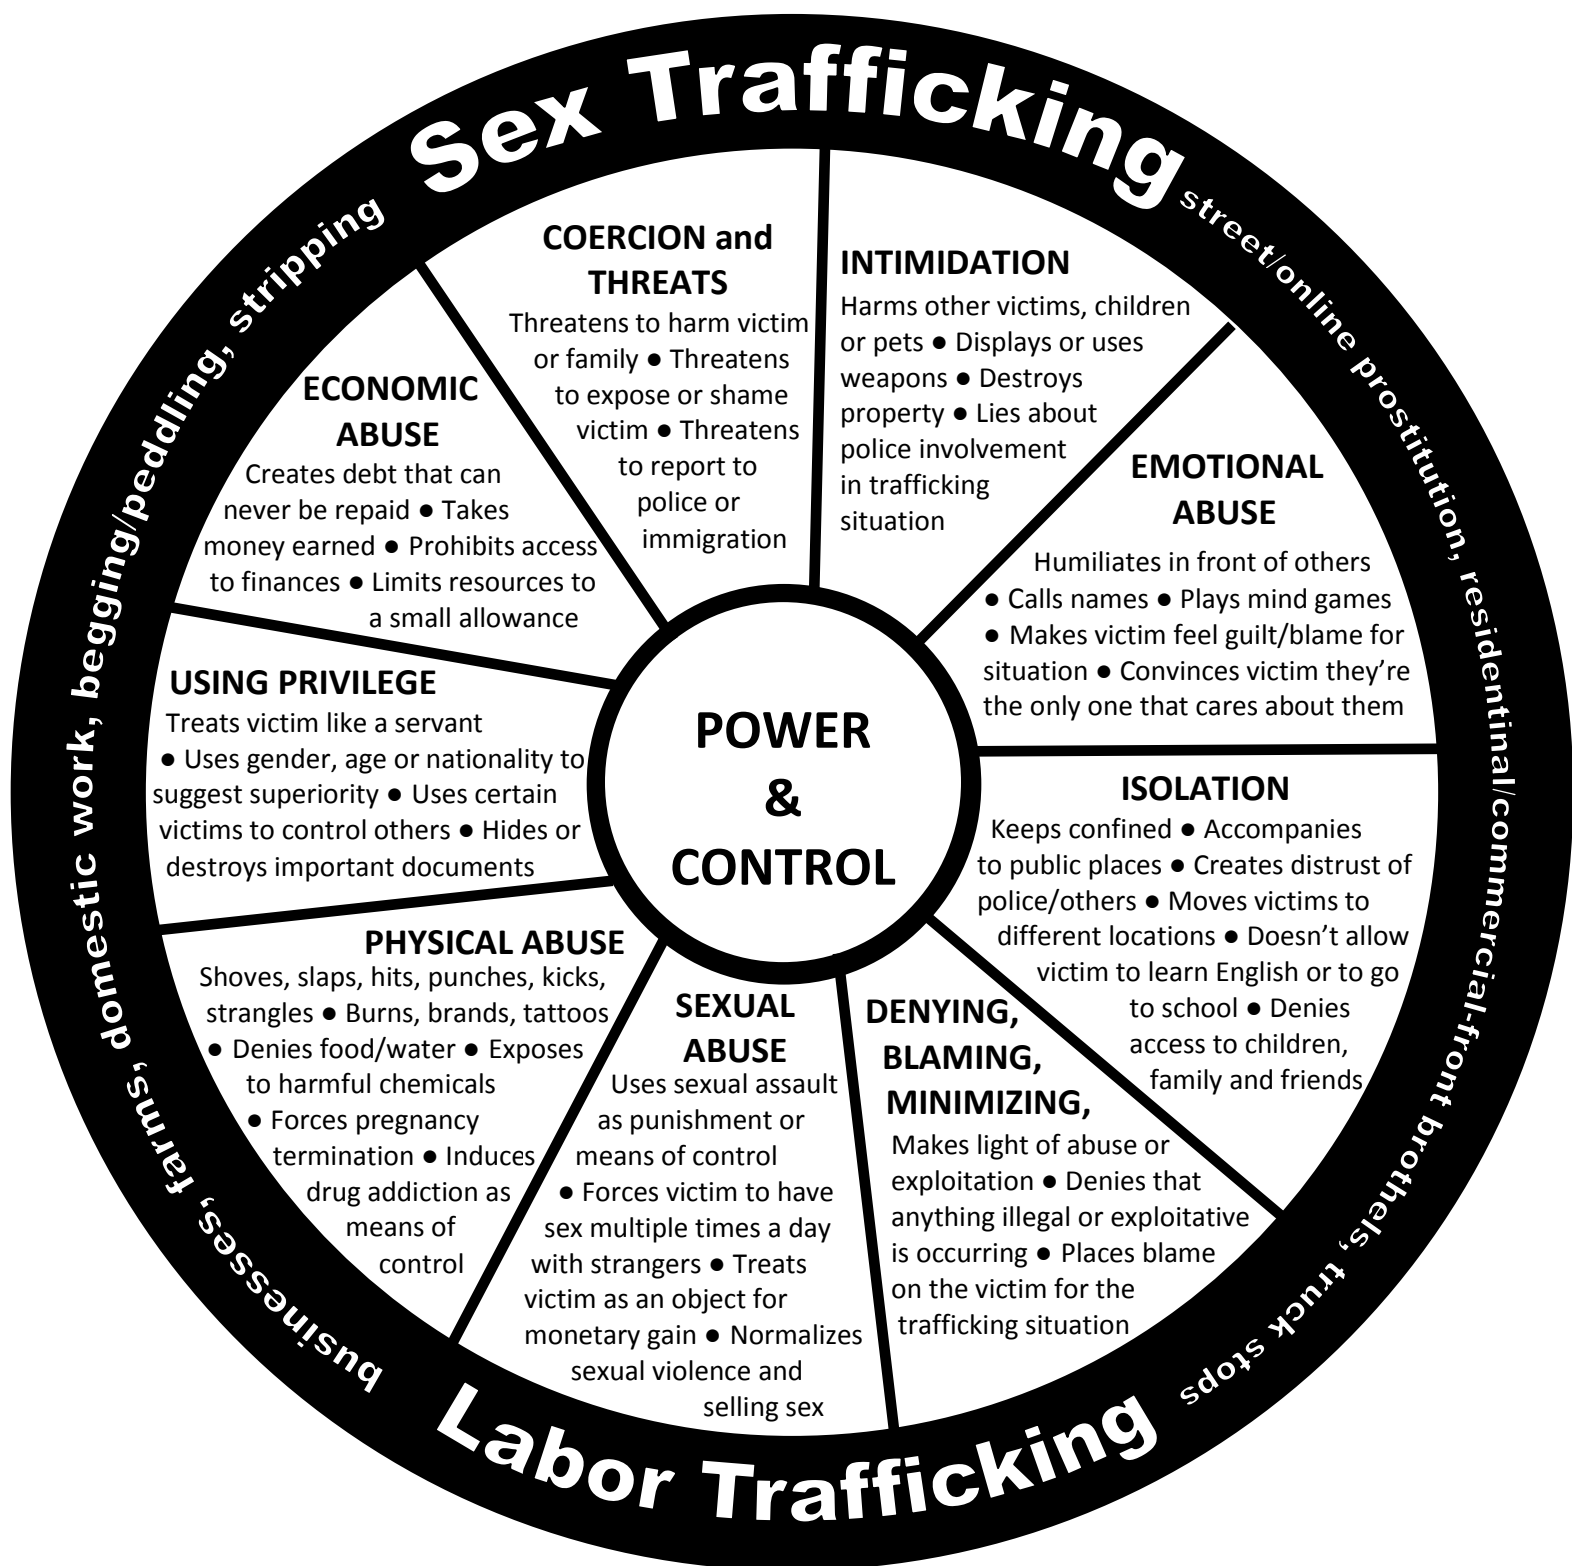 Sex Trafficking
street/online prostitution, residentinal/commercial-front brothels, truck stops
Labor Trafficking
businesses, farms, domestic work, begging/peddling, stripping
POWER
&
CONTROL
COERCION and
THREATS
Threatens to harm victim
or family ● Threatens
to expose or shame
victim ● Threatens
to report to
police or
immigration
INTIMIDATION
Harms other victims, children
or pets ● Displays or uses
weapons ● Destroys
property ● Lies about
police involvement
in trafficking
situation
EMOTIONAL
ABUSE
Humiliates in front of others
● Calls names ● Plays mind games
● Makes victim feel guilt/blame for
situation ● Convinces victim they’re
the only one that cares about them
ISOLATION
Keeps confined ● Accompanies
to public places ● Creates distrust of
police/others ● Moves victims to
different locations ● Doesn’t allow
victim to learn English or to go
to school ● Denies
access to children,
family and friends
DENYING,
BLAMING,
MINIMIZING,
Makes light of abuse or
exploitation ● Denies that
anything illegal or exploitative
is occurring ● Places blame
on the victim for the
trafficking situation
SEXUAL
ABUSE
Uses sexual assault
as punishment or
means of control
● Forces victim to have
sex multiple times a day
with strangers ● Treats
victim as an object for
monetary gain ● Normalizes
sexual violence and
selling sex
PHYSICAL ABUSE
Shoves, slaps, hits, punches, kicks,
strangles ● Burns, brands, tattoos
● Denies food/water ● Exposes
to harmful chemicals
● Forces pregnancy
termination ● Induces
drug addiction as
means of
control
USING PRIVILEGE
Treats victim like a servant
● Uses gender, age or nationality to
suggest superiority ● Uses certain
victims to control others ● Hides or
destroys important documents
ECONOMIC
ABUSE
Creates debt that can
never be repaid ● Takes
money earned ● Prohibits access
to finances ● Limits resources to
a small allowance